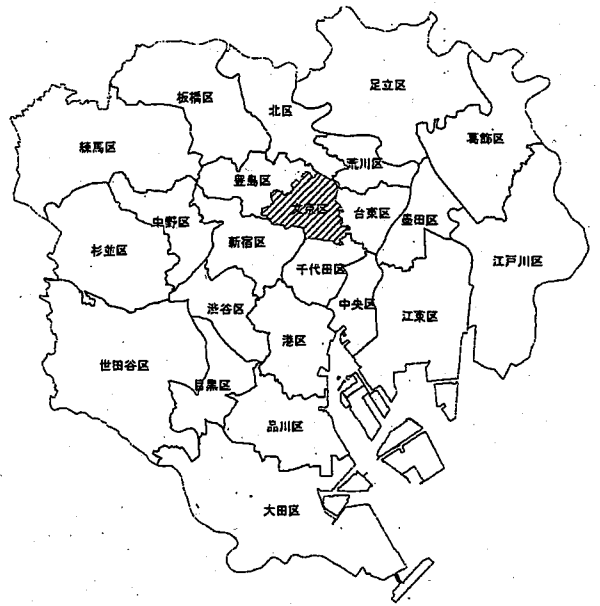 足立区
板橋区
北区
葛飾区
練馬区
荒川区
豊島区
文京区
台東区
墨田区
中野区
新宿区
杉並区
江戸川区
千代田区
中央区
渋谷区
江東区
港区
世田谷区
目黒区
品川区
大田区